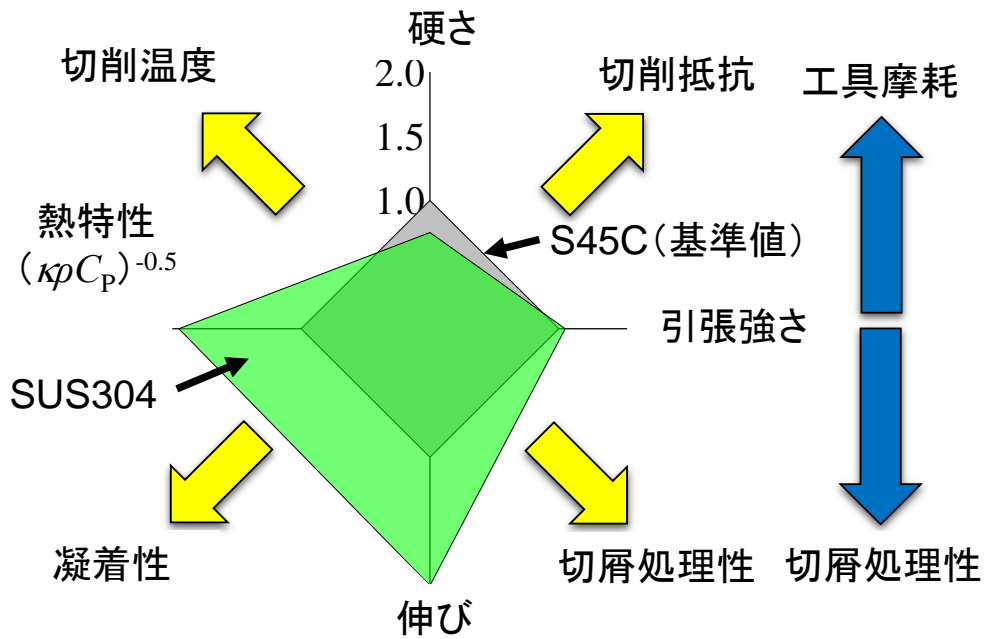 硬さ
切削温度
2.0
切削抵抗
工具摩耗
1.5
1.0
熱特性
(κρC_P)^-0.5
S45C(基準値)
引張強さ
SUS304
凝着性
切屑処理性
切屑処理性
伸び